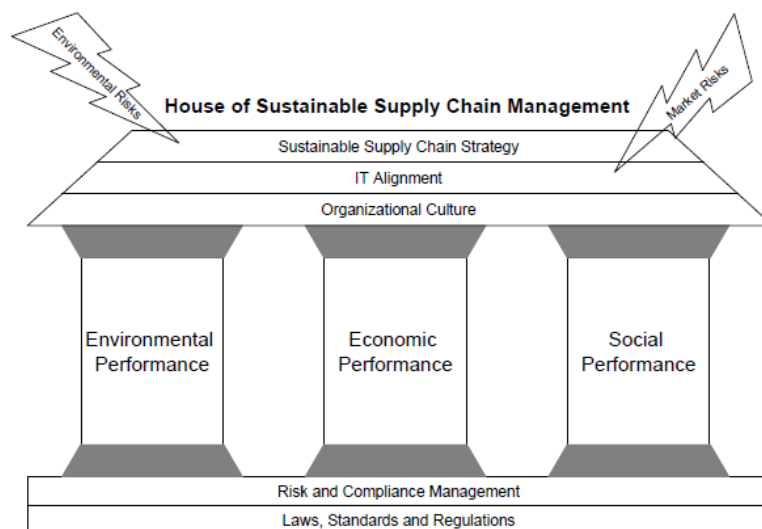 Environmental Risks
Market Risks
House of Sustainable Supply Chain Management
Sustainable Supply Chain Strategy
IT Alignment
Organizational Culture
Environmental
Performance
Economic
Performance
Social
Performance
Risk and Compliance Management
Laws, Standards and Regulations